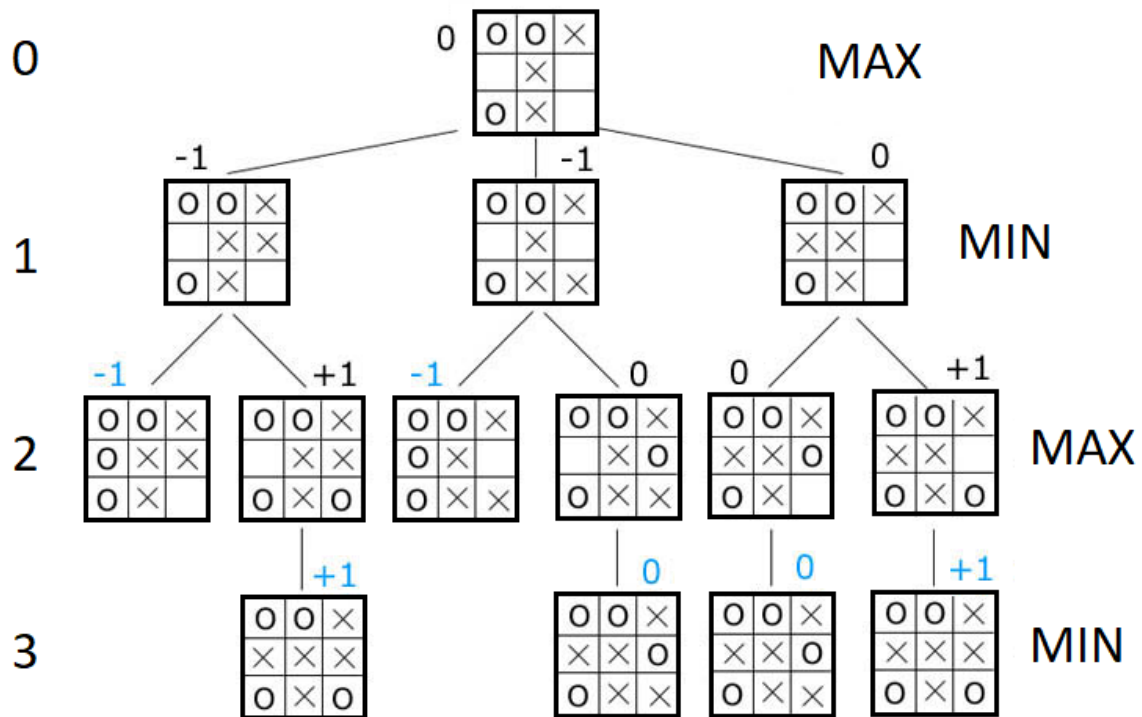 0 0 O O × MAX
×
O ×
-1 -1 0
1 O O × O O × O O × MIN
× × × × ×
O × O × × O ×
-1 +1 -1 0 0 +1
2 O O × O O × O O × O O × O O × O O × MAX
O × × × × O × × O × × O × ×
O × O × O O × × O × × O × O × O
+1 0 0 +1
3 O O × O O × O O × O O × MIN
× × × × × O × × O × × ×
O × O O × × O × × O × O